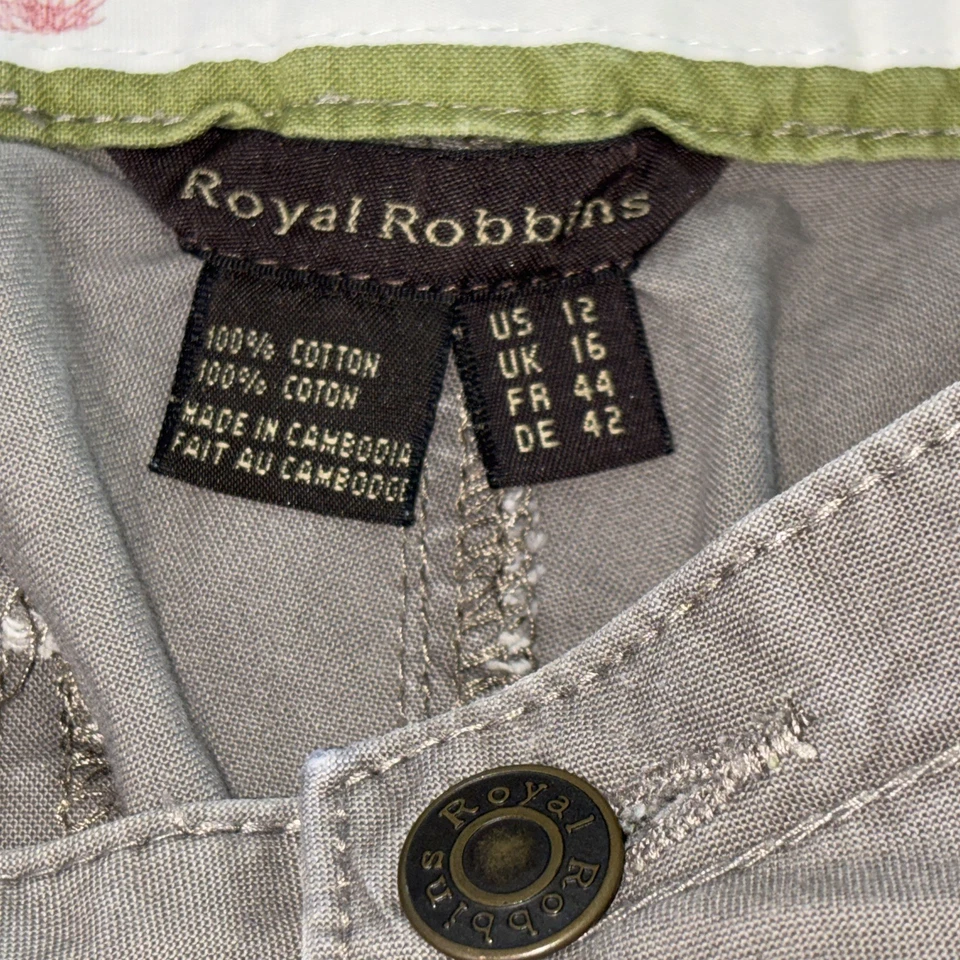 Royal Robbins
100% COTTON
100% COTON
MADE IN CAMBODIA
FAIT AU CAMBODGE
US 12
UK 16
FR 44
DE 42
Royal Robbins